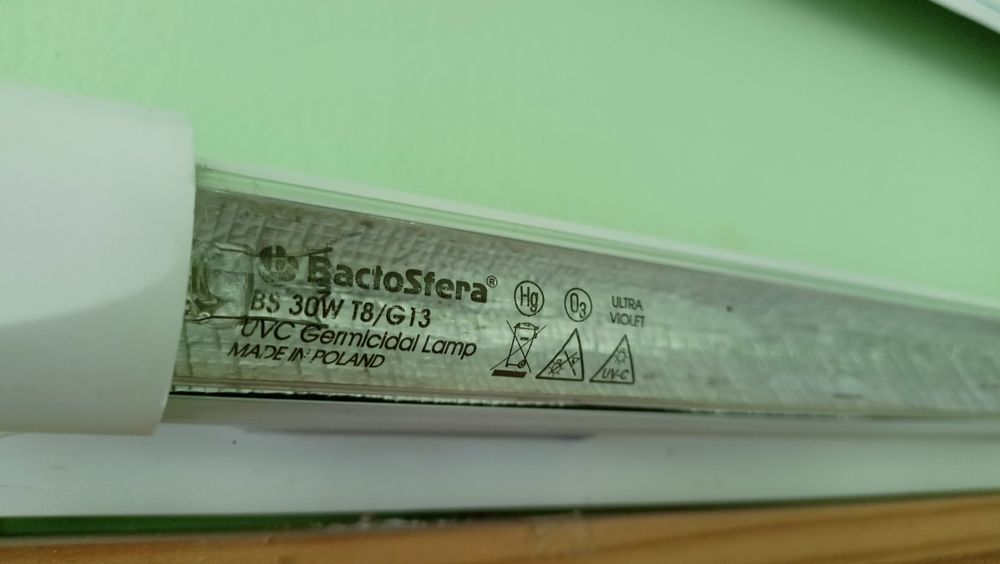 BactoSfera®
BS 30W T8/G13
UVC Germicidal Lamp
MADE IN POLAND
Hg
O3
ULTRA
VIOLET
UV-C